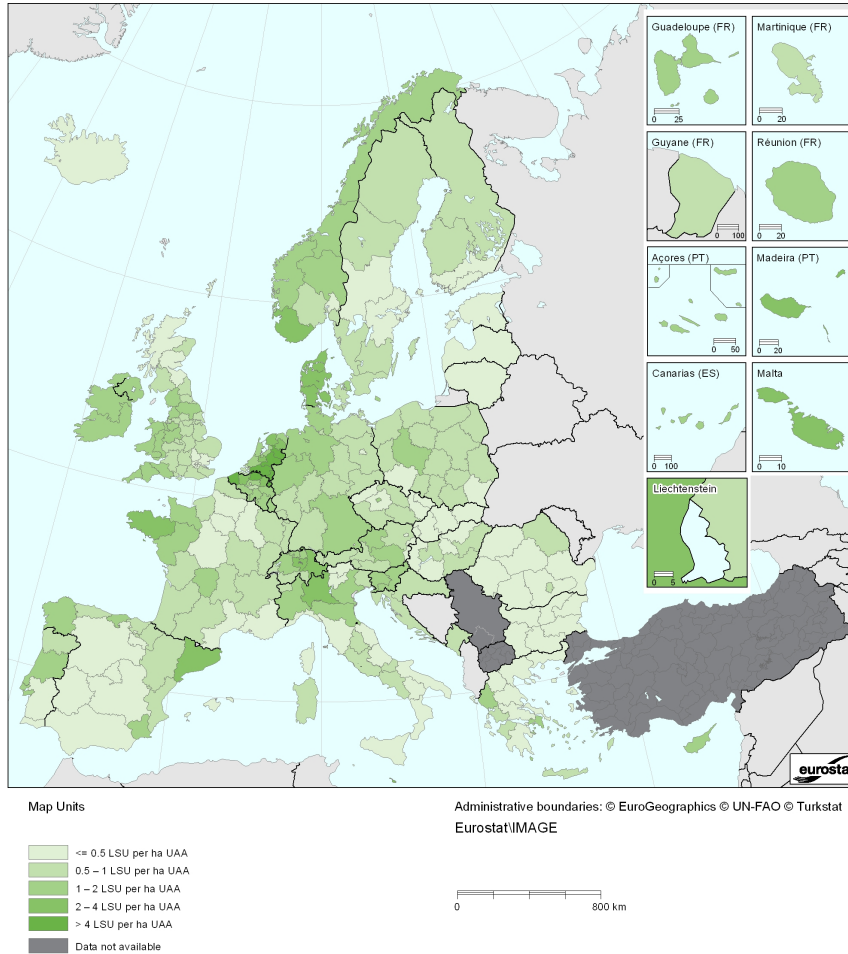 Guadeloupe (FR)
0 25
Martinique (FR)
0 20
Guyane (FR)
0 100
Réunion (FR)
0 20
Açores (PT)
0 50
Madeira (PT)
0 20
Canarias (ES)
0 100
Malta
0 10
Liechtenstein
0 5
eurosta
Map Units
<= 0.5 LSU per ha UAA
0.5 – 1 LSU per ha UAA
1 – 2 LSU per ha UAA
2 – 4 LSU per ha UAA
> 4 LSU per ha UAA
Data not available
Administrative boundaries: © EuroGeographics © UN-FAO © Turkstat
Eurostat\IMAGE
0 800 km